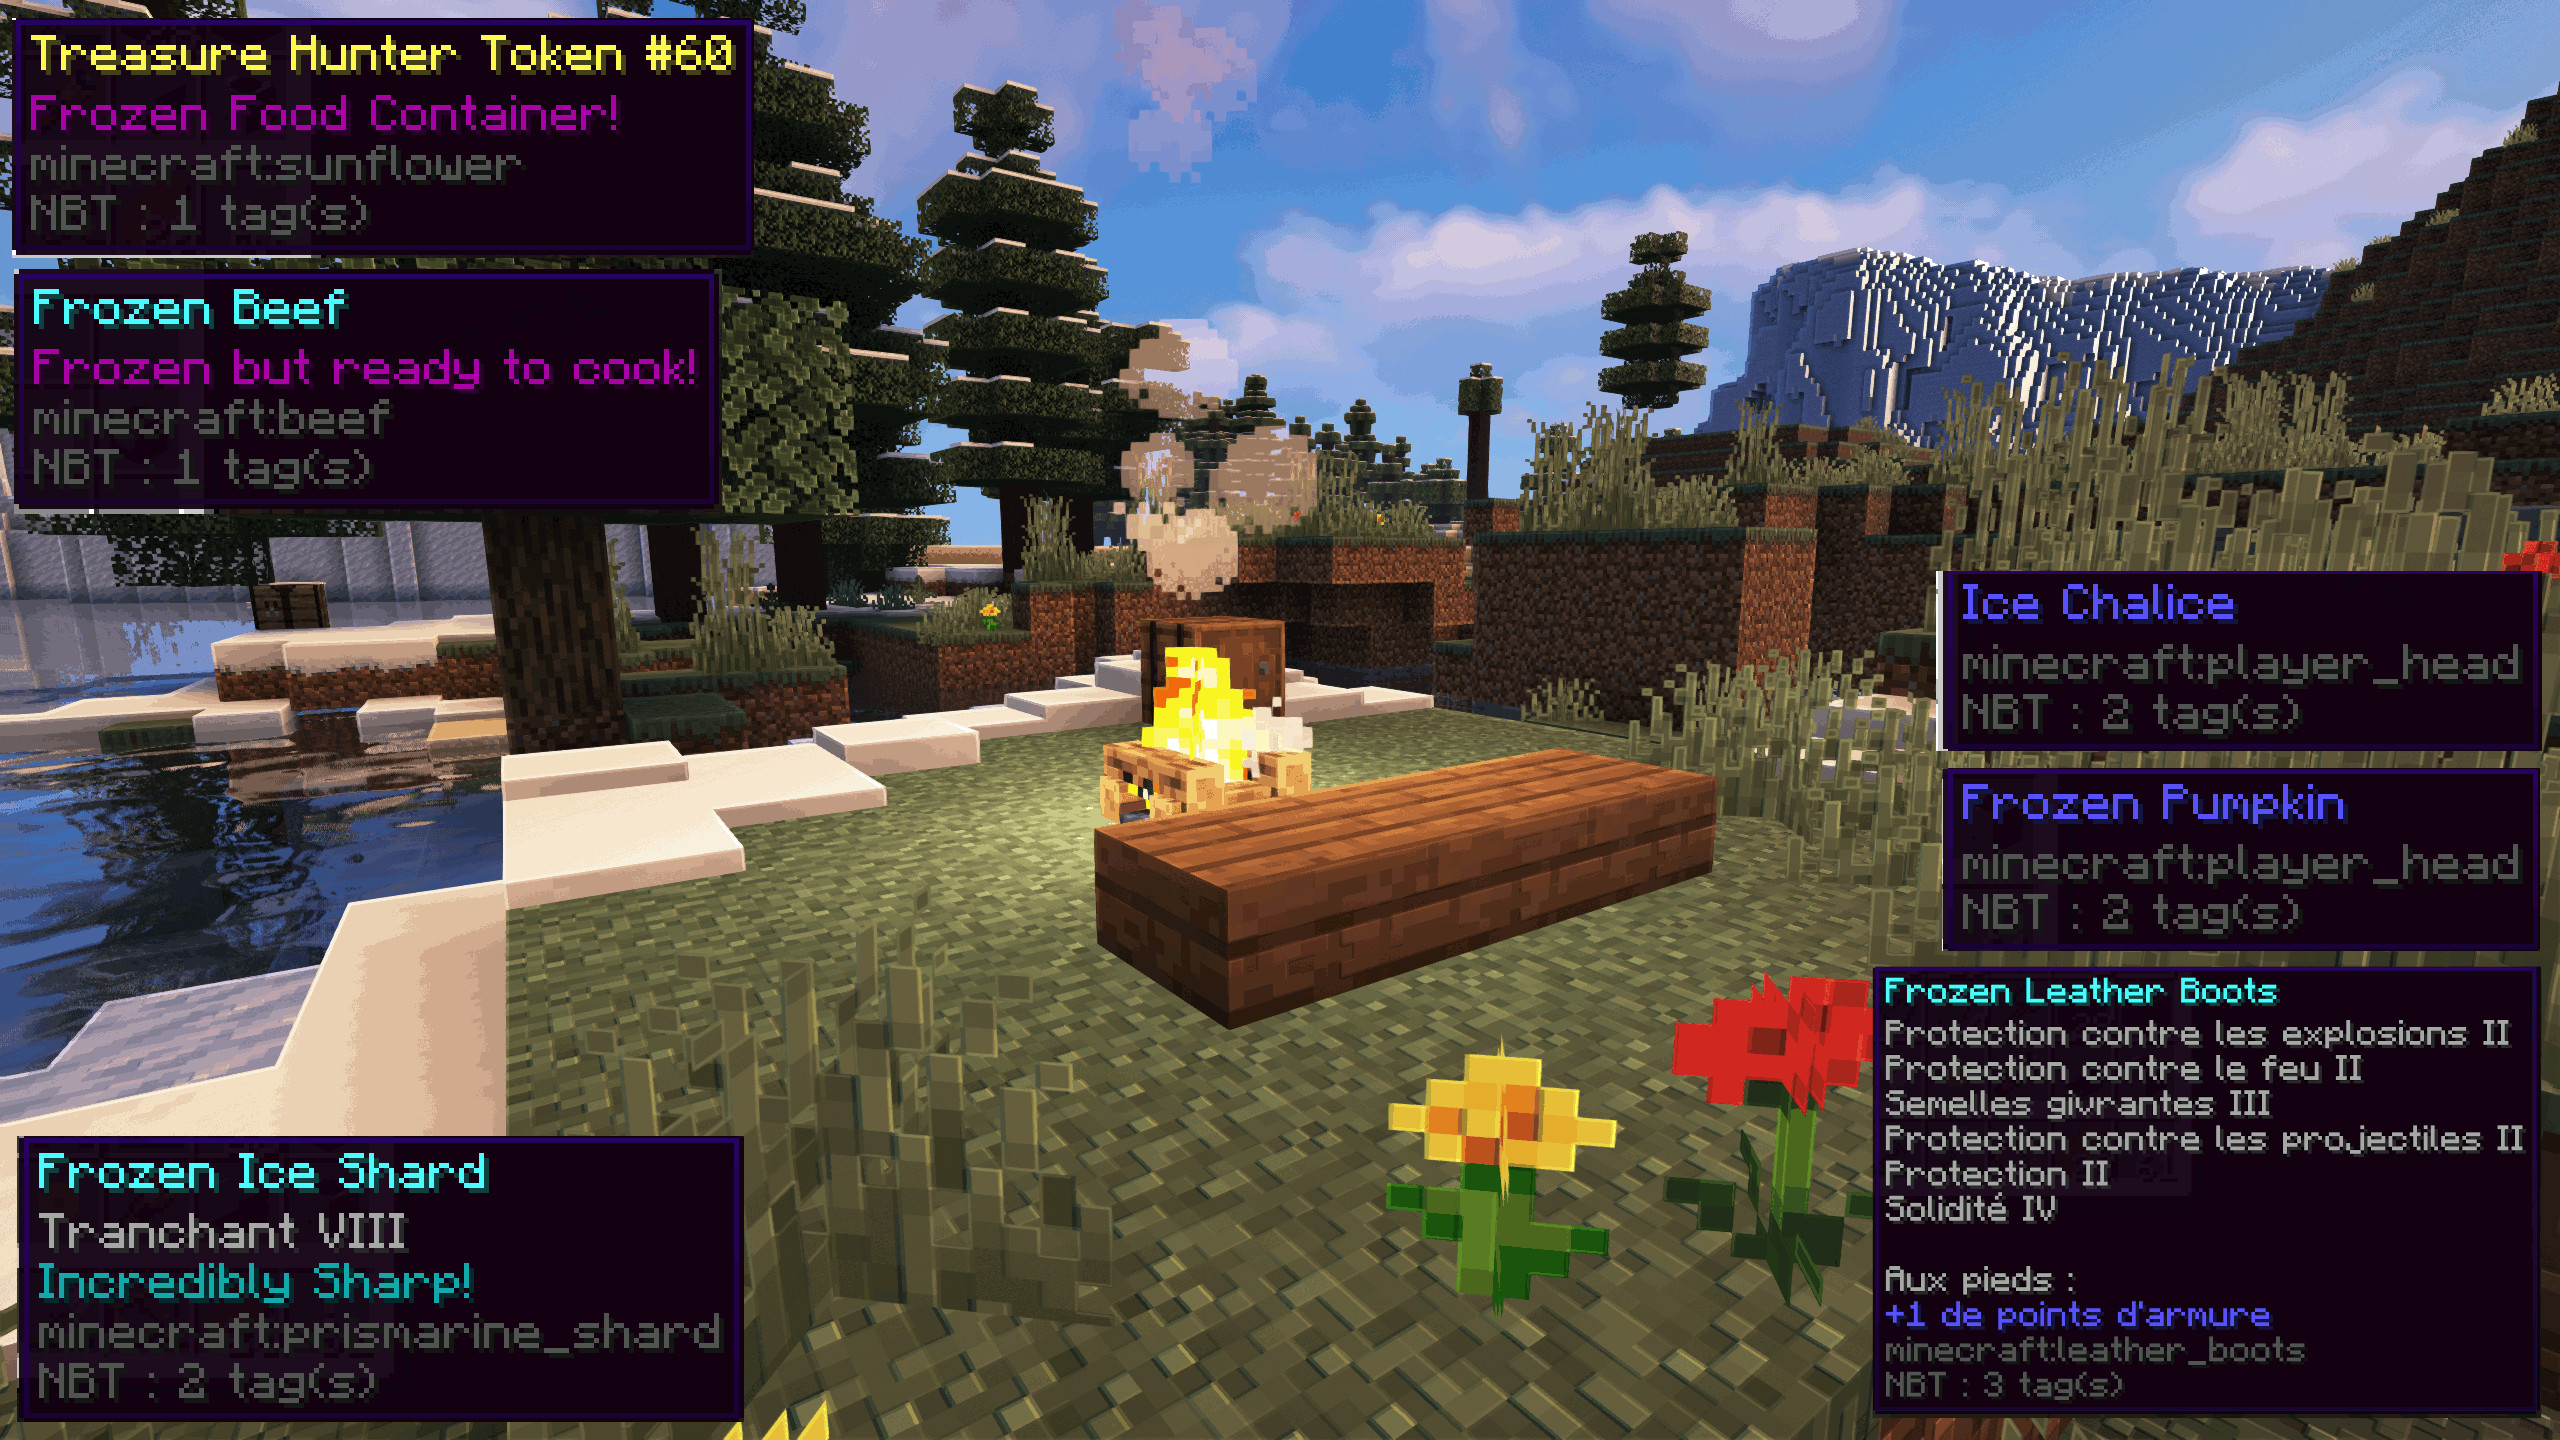 Treasure Hunter Token #60
Frozen Food Container!
minecraft:sunflower
NBT : 1 tag(s)
Frozen Beef
Frozen but ready to cook!
minecraft:beef
NBT : 1 tag(s)
Ice Chalice
minecraft:player_head
NBT : 2 tag(s)
Frozen Pumpkin
minecraft:player_head
NBT : 2 tag(s)
Frozen Leather Boots
Protection contre les explosions II
Protection contre le feu II
Semelles givrantes III
Protection contre les projectiles II
Protection II
Solidité IV
Aux pieds :
+1 de points d'armure
minecraft:leather_boots
NBT : 3 tag(s)
Frozen Ice Shard
Tranchant VIII
Incredibly Sharp!
minecraft:prismarine_shard
NBT : 2 tag(s)